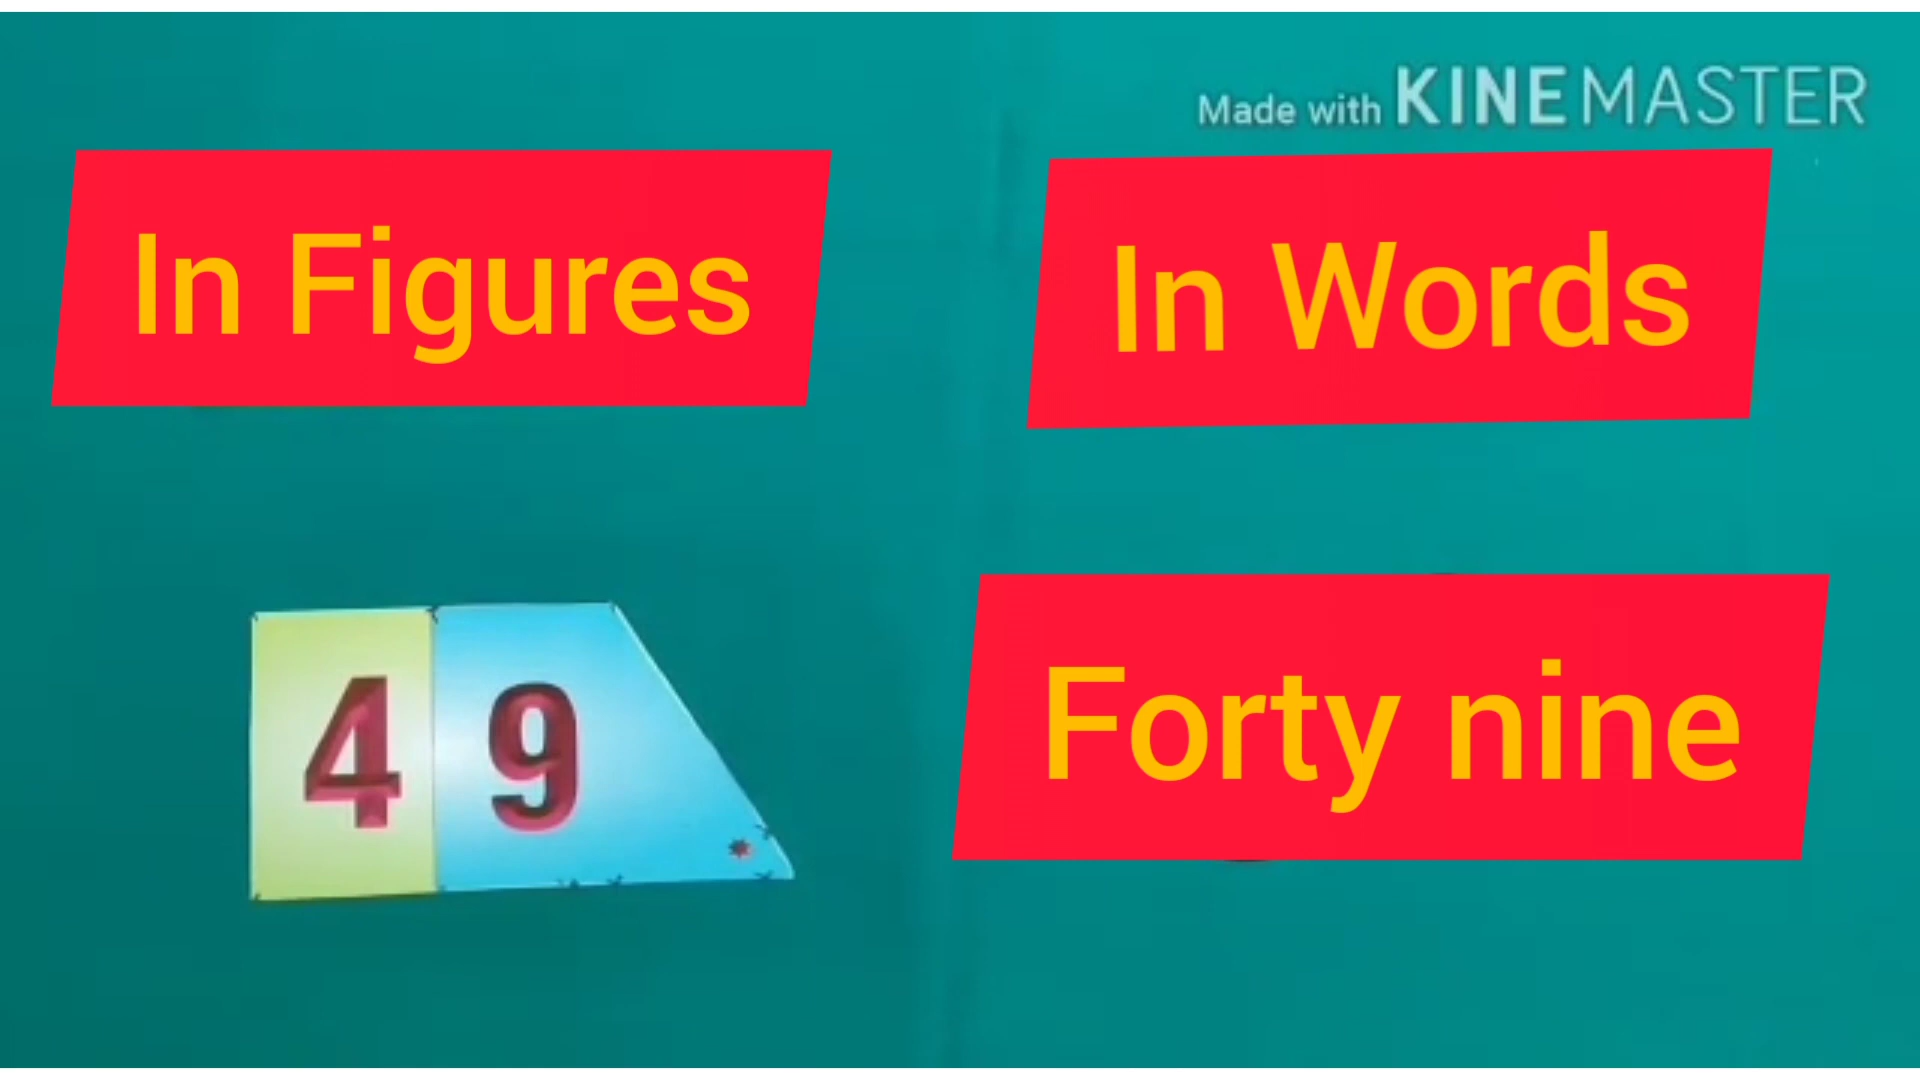 Made with KINEMASTER
In Figures
In Words
49
Forty nine